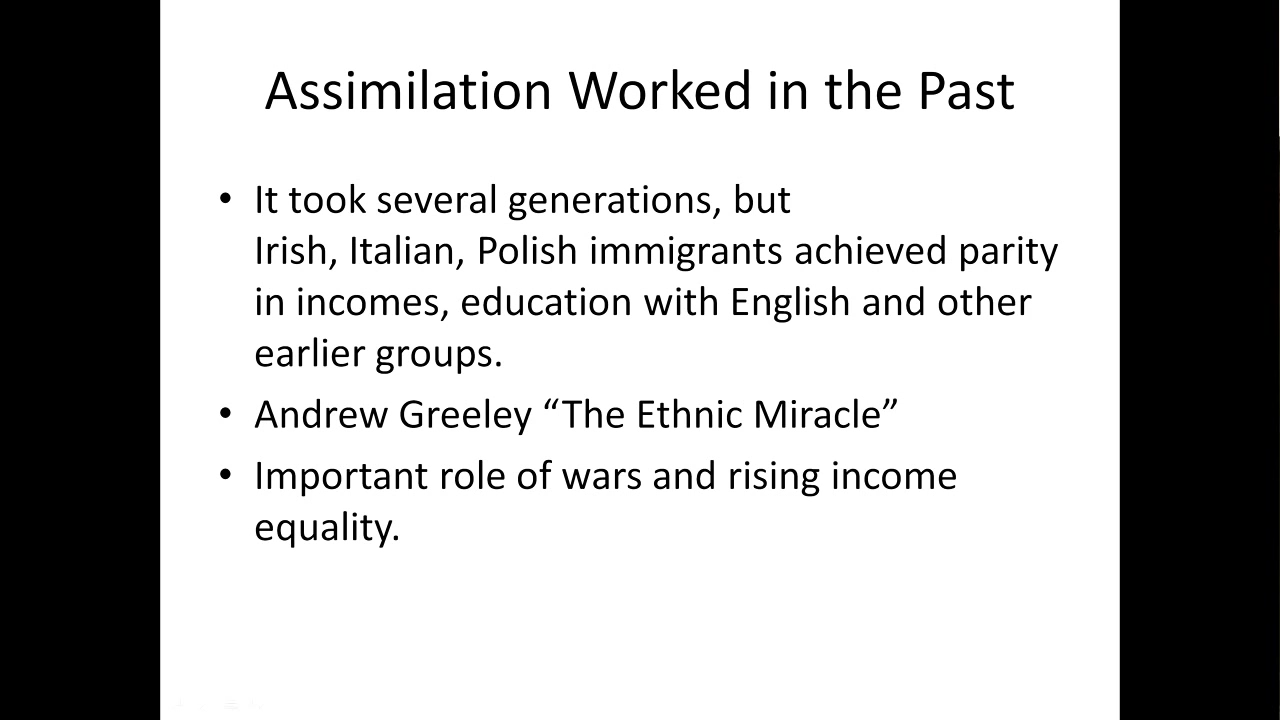 Assimilation Worked in the Past
• It took several generations, but
Irish, Italian, Polish immigrants achieved parity
in incomes, education with English and other
earlier groups.
• Andrew Greeley “The Ethnic Miracle”
• Important role of wars and rising income
equality.